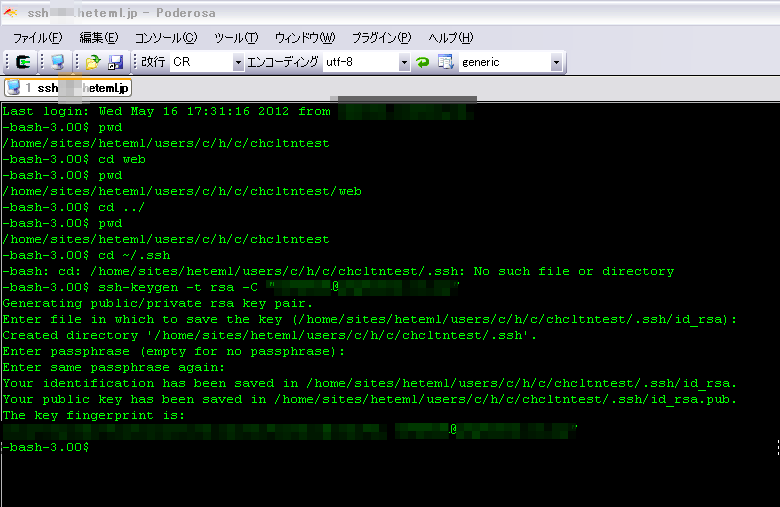 ssh heteml.jp - Poderosa
ファイル(F) 編集(E) コンソール(C) ツール(T) ウィンドウ(W) プラグイン(P) ヘルプ(H)
改行 CR エンコーディング utf-8 generic
1 ssh heteml.jp
Last login: Wed May 16 17:31:16 2012 from
-bash-3.00$ pwd
/home/sites/heteml/users/c/h/c/chcltntest
-bash-3.00$ cd web
-bash-3.00$ pwd
/home/sites/heteml/users/c/h/c/chcltntest/web
-bash-3.00$ cd ../
-bash-3.00$ pwd
/home/sites/heteml/users/c/h/c/chcltntest
-bash-3.00$ cd ~/.ssh
-bash: cd: /home/sites/heteml/users/c/h/c/chcltntest/.ssh: No such file or directory
-bash-3.00$ ssh-keygen -t rsa -C "@
Generating public/private rsa key pair.
Enter file in which to save the key (/home/sites/heteml/users/c/h/c/chcltntest/.ssh/id_rsa):
Created directory '/home/sites/heteml/users/c/h/c/chcltntest/.ssh'.
Enter passphrase (empty for no passphrase):
Enter same passphrase again:
Your identification has been saved in /home/sites/heteml/users/c/h/c/chcltntest/.ssh/id_rsa.
Your public key has been saved in /home/sites/heteml/users/c/h/c/chcltntest/.ssh/id_rsa.pub.
The key fingerprint is:
@
-bash-3.00$